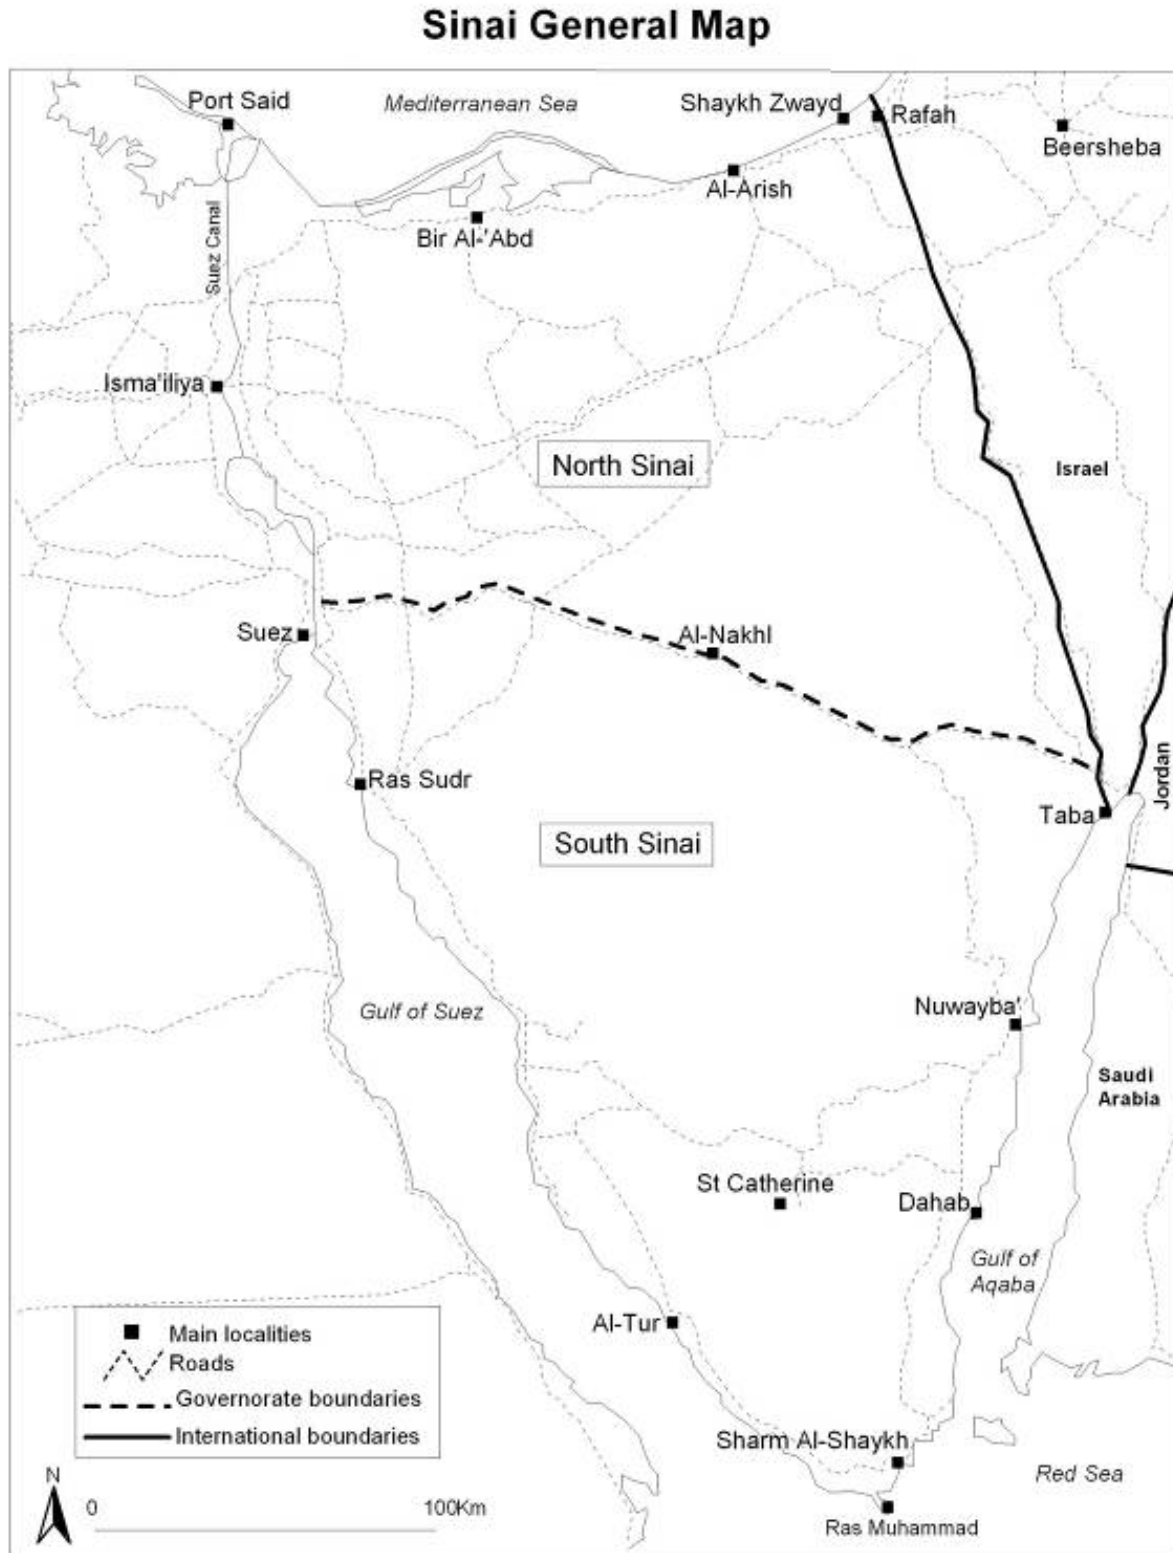 Sinai General Map
Port Said
Mediterranean Sea
Shaykh Zwayd
Rafah
Beersheba
Al-Arish
Bir Al-'Abd
Suez Canal
Isma'iliya
North Sinai
Israel
Suez
Al-Nakhl
Ras Sudr
Jordan
Taba
South Sinai
Nuwayba'
Gulf of Suez
Saudi
Arabia
St Catherine
Dahab
Gulf of
Aqaba
Al-Tur
Main localities
Roads
Governorate boundaries
International boundaries
Sharm Al-Shaykh
Red Sea
N
0
100Km
Ras Muhammad